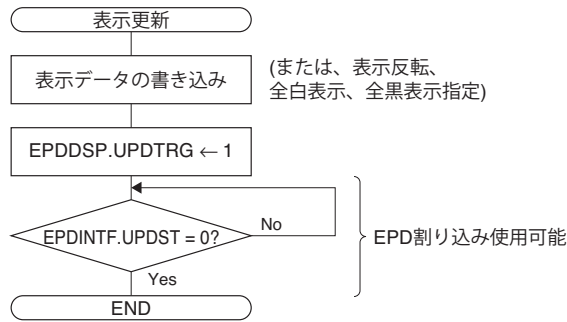 表示更新
表示データの書き込み
(または、表示反転、
全白表示、全黒表示指定)
EPDDSP.UPDTRG ← 1
EPDINTF.UPDST = 0?
No
EPD割り込み使用可能
Yes
END